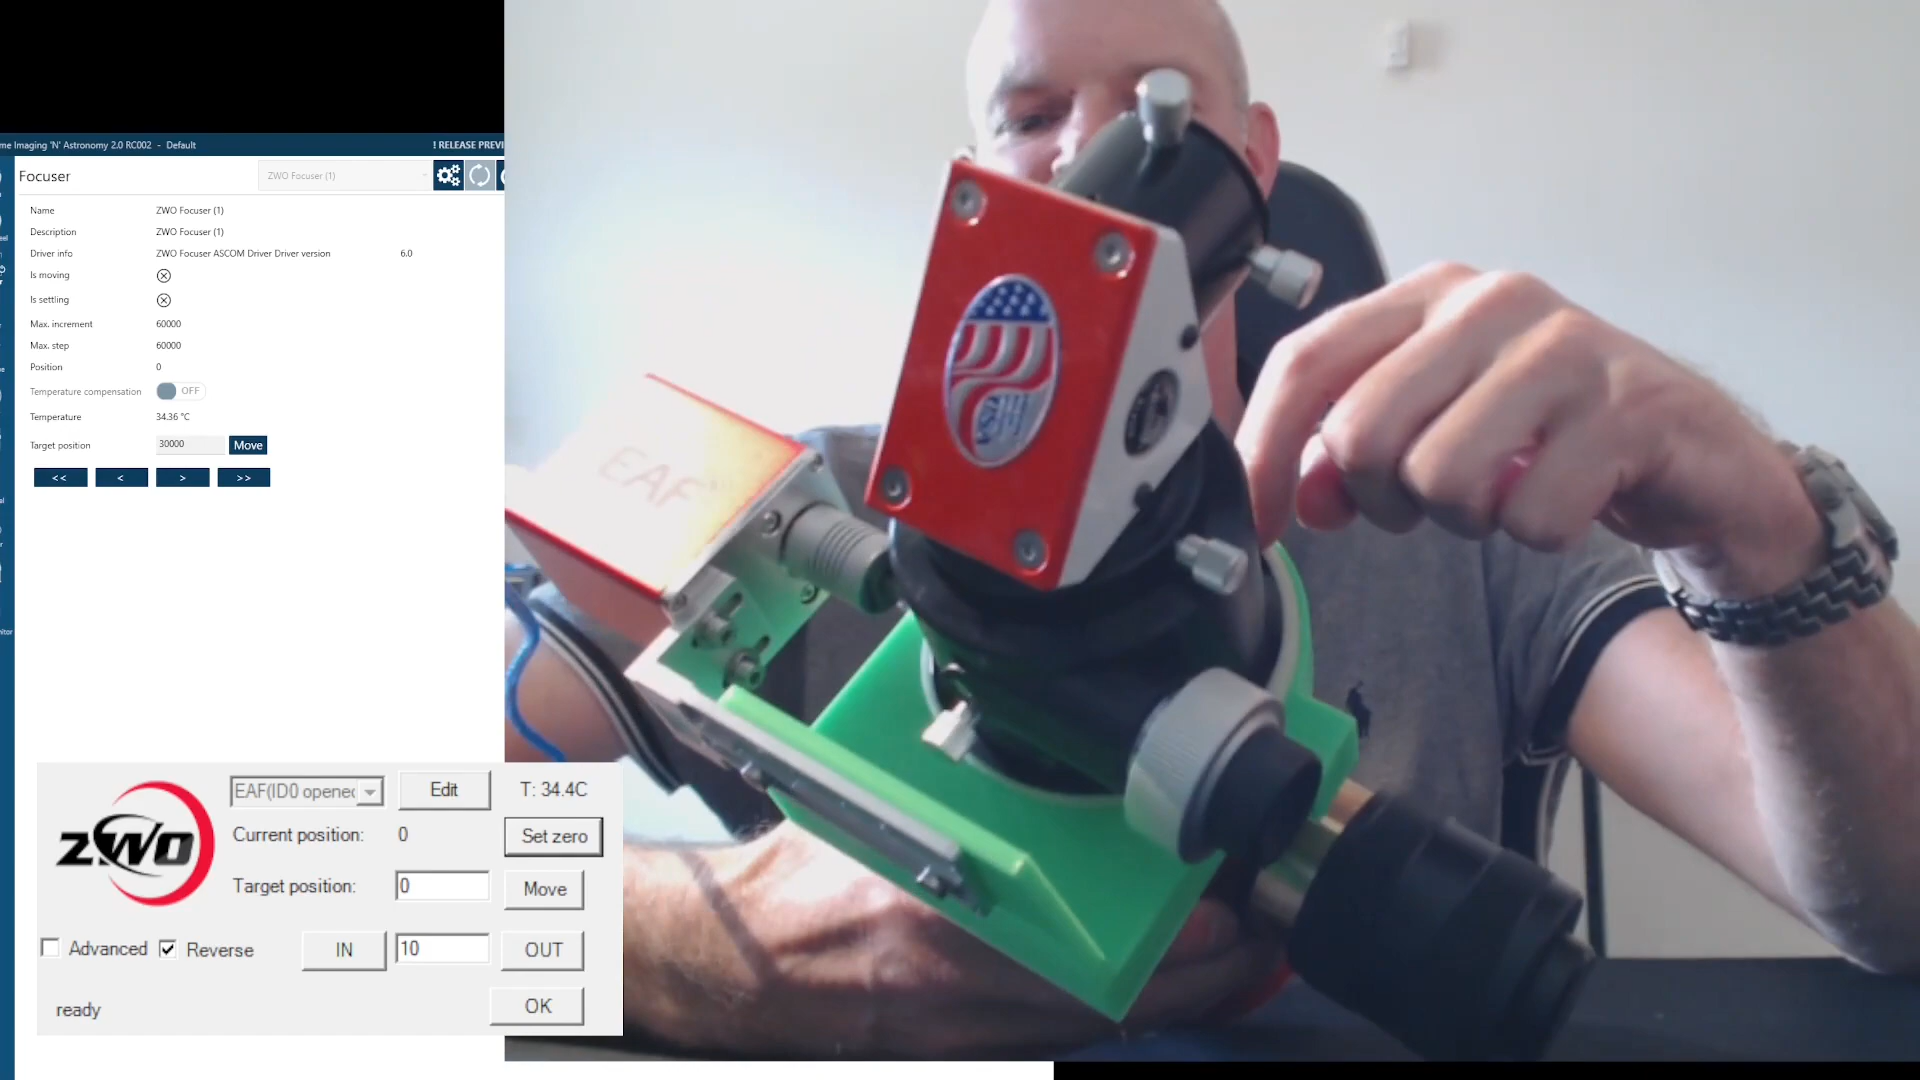 me Imaging 'N' Astronomy 2.0 RC002 - Default ! RELEASE PREVI
Focuser ZWO Focuser (1)
Name ZWO Focuser (1)
Description ZWO Focuser (1)
Driver info ZWO Focuser ASCOM Driver Driver version 6.0
Is moving
Is settling
Max. increment 60000
Max. step 60000
Position 0
Temperature compensation OFF
Temperature 34.36 °C
Target position 30000 Move
<< < > >>
EAF
USA
ZWO
EAF(ID0 opened Edit T: 34.4C
Current position: 0 Set zero
Target position: 0 Move
Advanced Reverse IN 10 OUT
ready OK